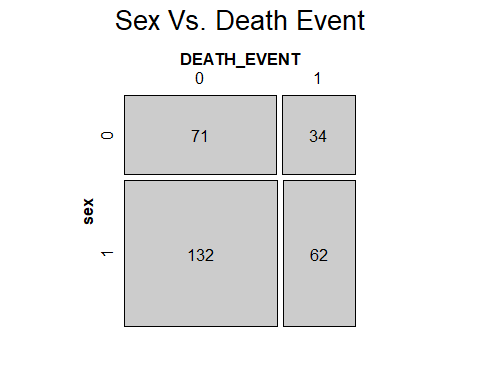 Sex Vs. Death Event
DEATH_EVENT
0 1
0 71 34
sex
1 132 62